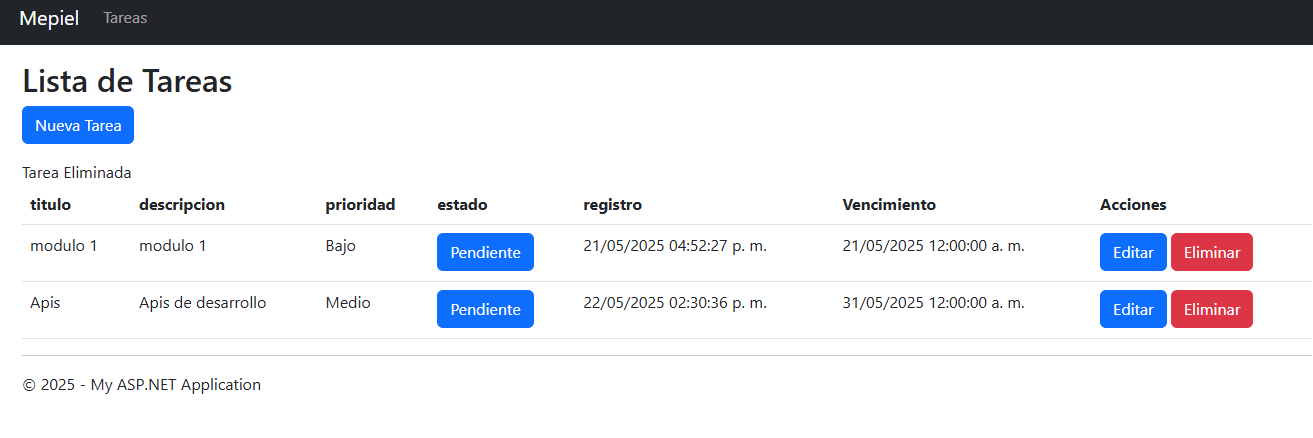 Mepiel Tareas
Lista de Tareas
Nueva Tarea
Tarea Eliminada
titulo descripcion prioridad estado registro Vencimiento Acciones
modulo 1 modulo 1 Bajo Pendiente 21/05/2025 04:52:27 p. m. 21/05/2025 12:00:00 a. m. Editar Eliminar
Apis Apis de desarrollo Medio Pendiente 22/05/2025 02:30:36 p. m. 31/05/2025 12:00:00 a. m. Editar Eliminar
© 2025 - My ASP.NET Application